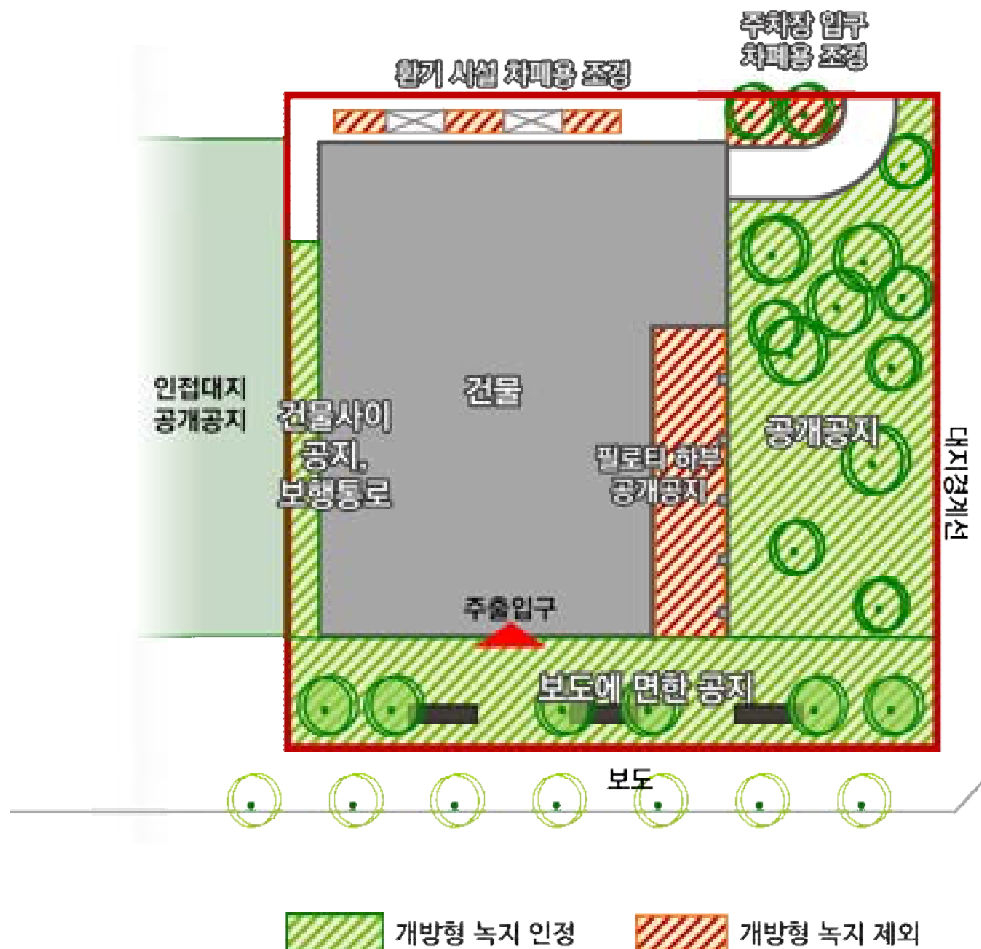 주차장 입구
차폐용 조경
환기 시설 차폐용 조경
인접대지
공개공지
건물사이
공지,
보행통로
건물
필로티 하부
공개공지
공개공지
대지경계선
주출입구
보도에 면한 공지
보도
개방형 녹지 인정
개방형 녹지 제외